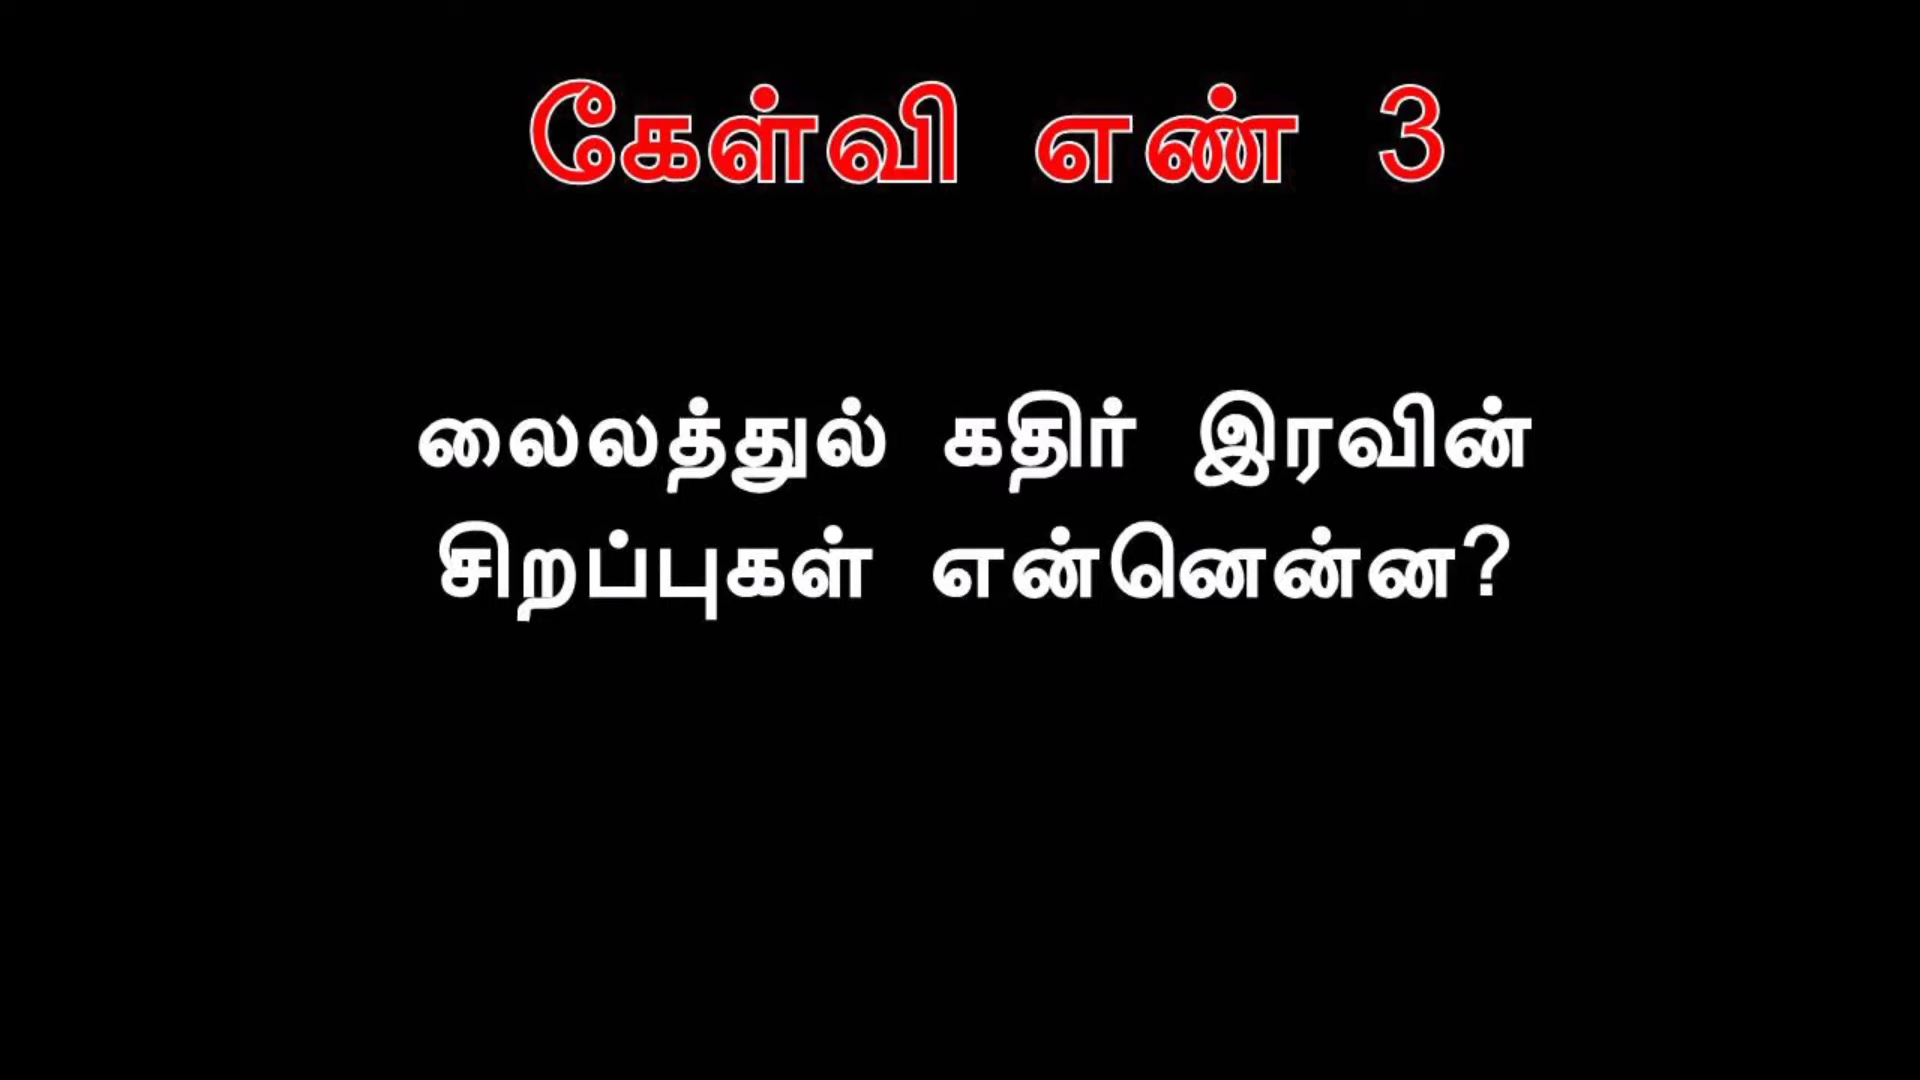 கேள்வி எண் 3
லைலத்துல் கதிர் இரவின்
சிறப்புகள் என்னென்ன?